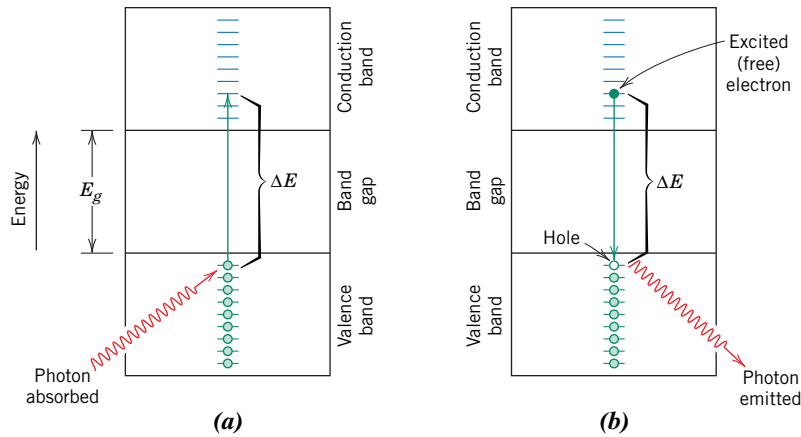 Energy
E_g
ΔE
Conduction
band
Band
gap
Valence
band
Photon
absorbed
(a)
Conduction
band
Band
gap
Valence
band
Excited
(free)
electron
ΔE
Hole
Photon
emitted
(b)